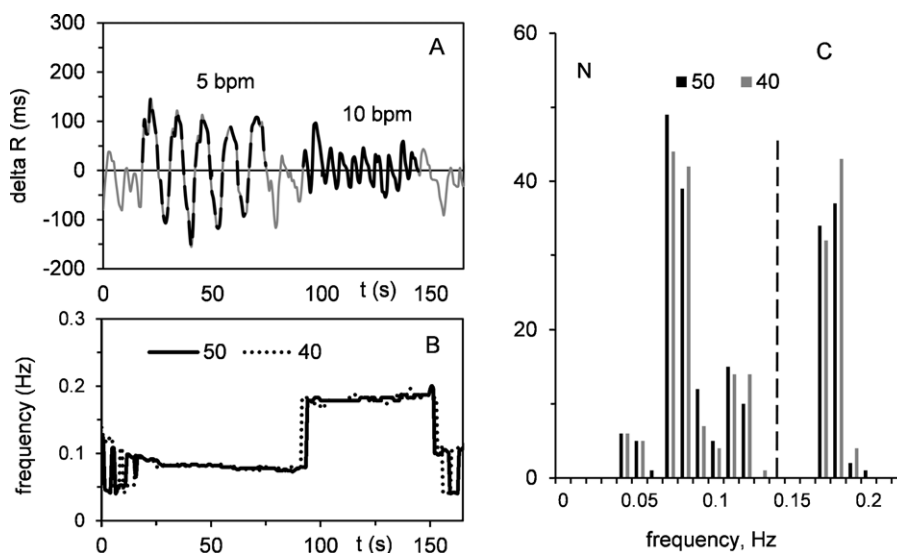 A
delta R (ms)
300
200
100
0
-100
-200
5 bpm
10 bpm
0 50 100 t (s) 150
B
frequency (Hz)
0.3
0.2
0.1
0
50 40
0 50 100 t (s) 150
N C
50 40
60
40
20
0
0 0.05 0.1 0.15 0.2
frequency, Hz